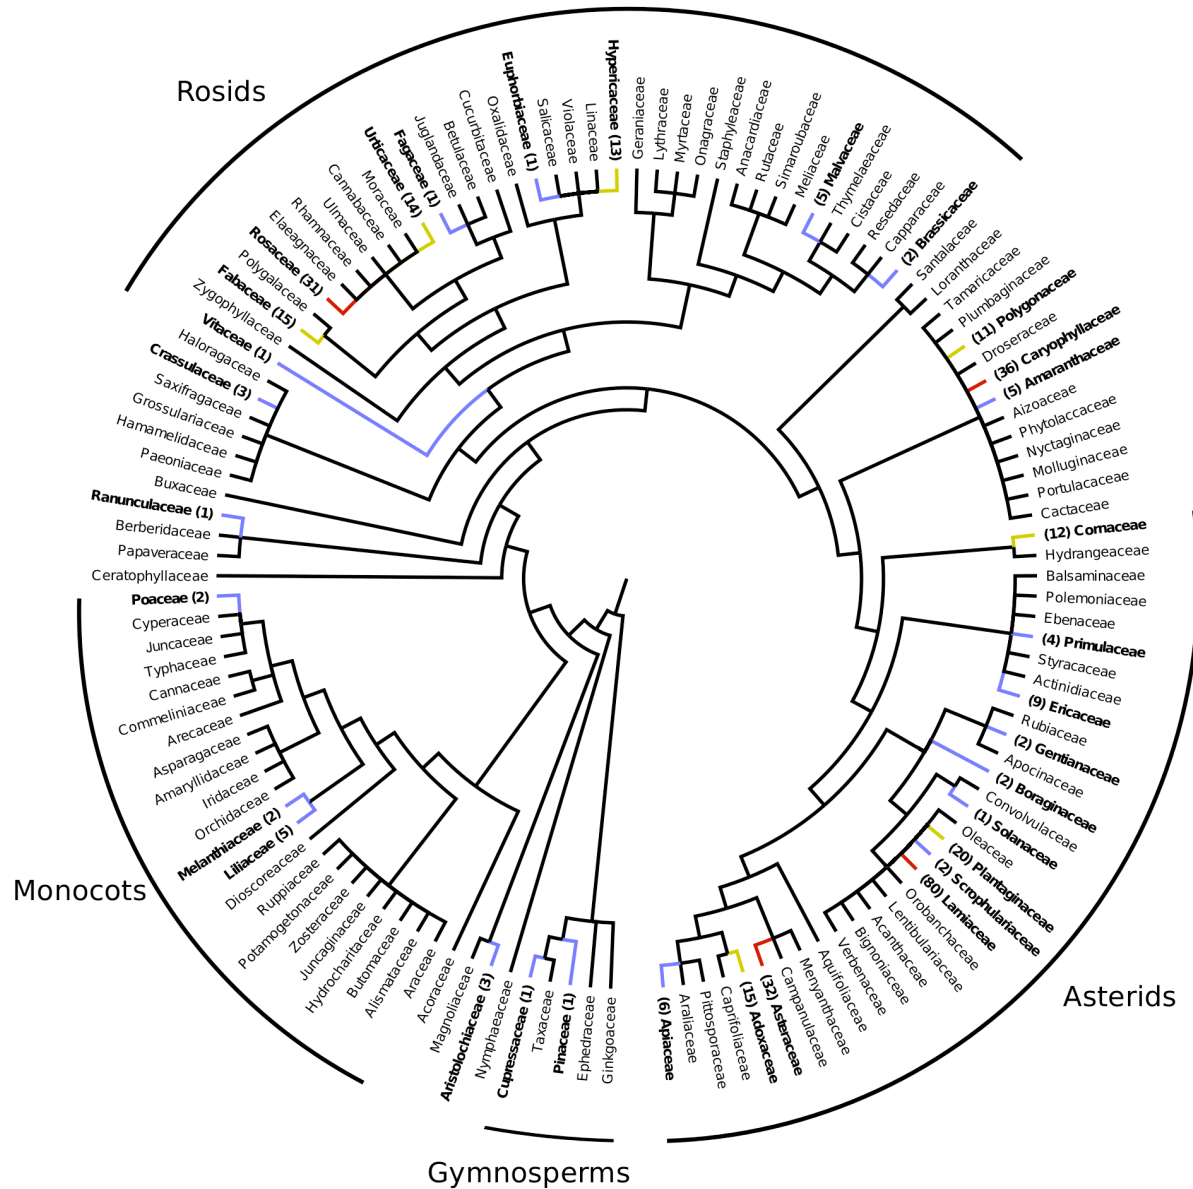 Rosids
Zygophyllaceae
Fabaceae (15)
Polygalaceae
Rosaceae (31)
Elaeagnaceae
Rhamnaceae
Ulmaceae
Cannabaceae
Moraceae
Urticaceae (14)
Fagaceae (1)
Juglandaceae
Betulaceae
Cucurbitaceae
Oxalidaceae
Euphorbiaceae (1)
Salicaceae
Violaceae
Linaceae
Hypericaceae (13)
Geraniaceae
Lythraceae
Myrtaceae
Onagraceae
Staphyleaceae
Anacardiaceae
Rutaceae
Simaroubaceae
Meliaceae
(5) Malvaceae
Thymelaeaceae
Cistaceae
Resedaceae
Capparaceae
(2) Brassicaceae
Santalaceae
Loranthaceae
Tamaricaceae
Plumbaginaceae
(11) Polygonaceae
Droseraceae
(36) Caryophyllaceae
(5) Amaranthaceae
Aizoaceae
Phytolaccaceae
Nyctaginaceae
Molluginaceae
Portulacaceae
Cactaceae
(12) Cornaceae
Hydrangeaceae
Balsaminaceae
Polemoniaceae
Ebenaceae
(4) Primulaceae
Styracaceae
Actinidiaceae
(9) Ericaceae
Rubiaceae
(2) Gentianaceae
Apocinaceae
(2) Boraginaceae
Convolvulaceae
(1) Solanaceae
Oleaceae
(20) Plantaginaceae
(2) Scrophulariaceae
(80) Lamiaceae
Orobanchaceae
Lentibulariaceae
Acanthaceae
Bignoniaceae
Verbenaceae
Aquifoliaceae
Menyanthaceae
Campanulaceae
(32) Asteraceae
(15) Adoxaceae
Caprifoliaceae
Pittosporaceae
Araliaceae
(6) Apiaceae
Asterids
Ginkgoaceae
Ephedraceae
Pinaceae (1)
Taxaceae
Cupressaceae (1)
Gymnosperms
Nymphaeaceae
Aristolochiaceae (3)
Magnoliaceae
Acoraceae
Araceae
Alismataceae
Butomaceae
Hydrocharitaceae
Juncaginaceae
Zosteraceae
Potamogetonaceae
Ruppiaceae
Dioscoreaceae
Liliaceae (5)
Melanthiaceae (2)
Orchidaceae
Iridaceae
Amaryllidaceae
Asparagaceae
Arecaceae
Commeliniaceae
Cannaceae
Typhaceae
Juncaceae
Cyperaceae
Poaceae (2)
Monocots
Ceratophyllaceae
Papaveraceae
Berberidaceae
Ranunculaceae (1)
Buxaceae
Paeoniaceae
Hamamelidaceae
Grossulariaceae
Saxifragaceae
Crassulaceae (3)
Haloragaceae
Vitaceae (1)